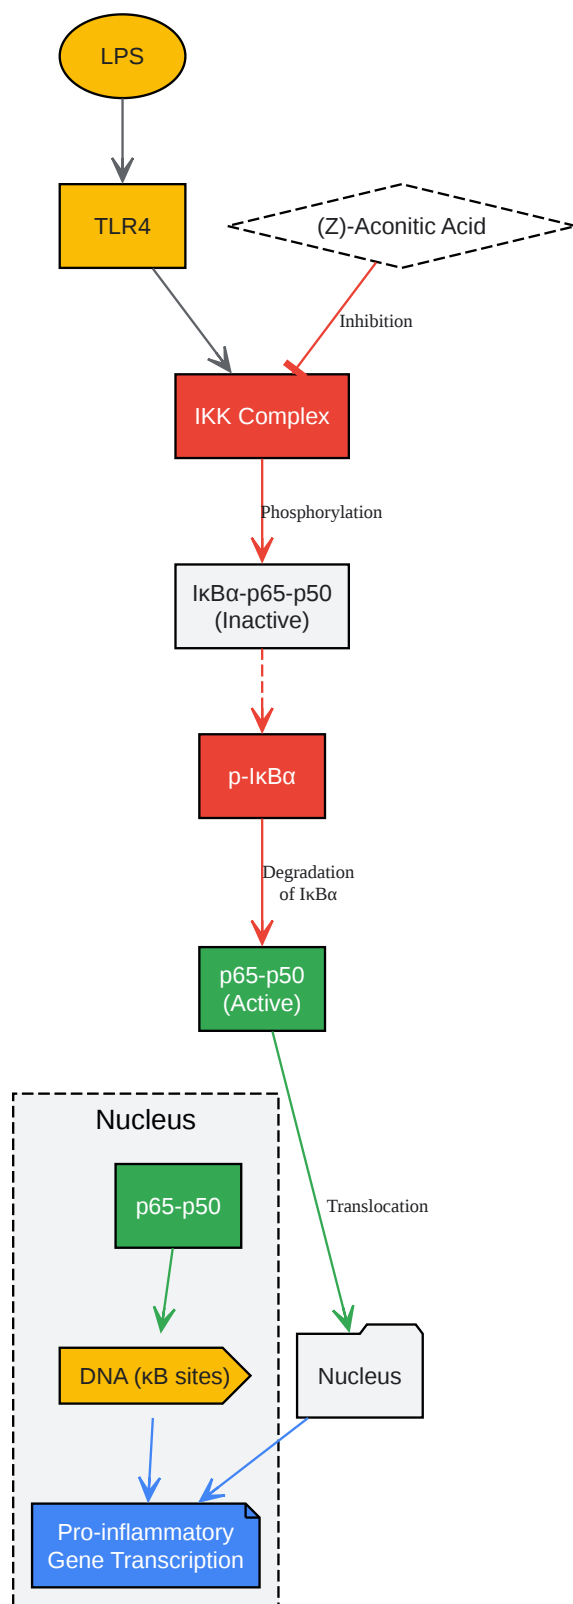 LPS
TLR4
(Z)-Aconitic Acid
Inhibition
IKK Complex
Phosphorylation
IκBα-p65-p50
(Inactive)
p-IκBα
Degradation
of IκBα
p65-p50
(Active)
Nucleus
p65-p50
Translocation
DNA (κB sites)
Nucleus
Pro-inflammatory
Gene Transcription